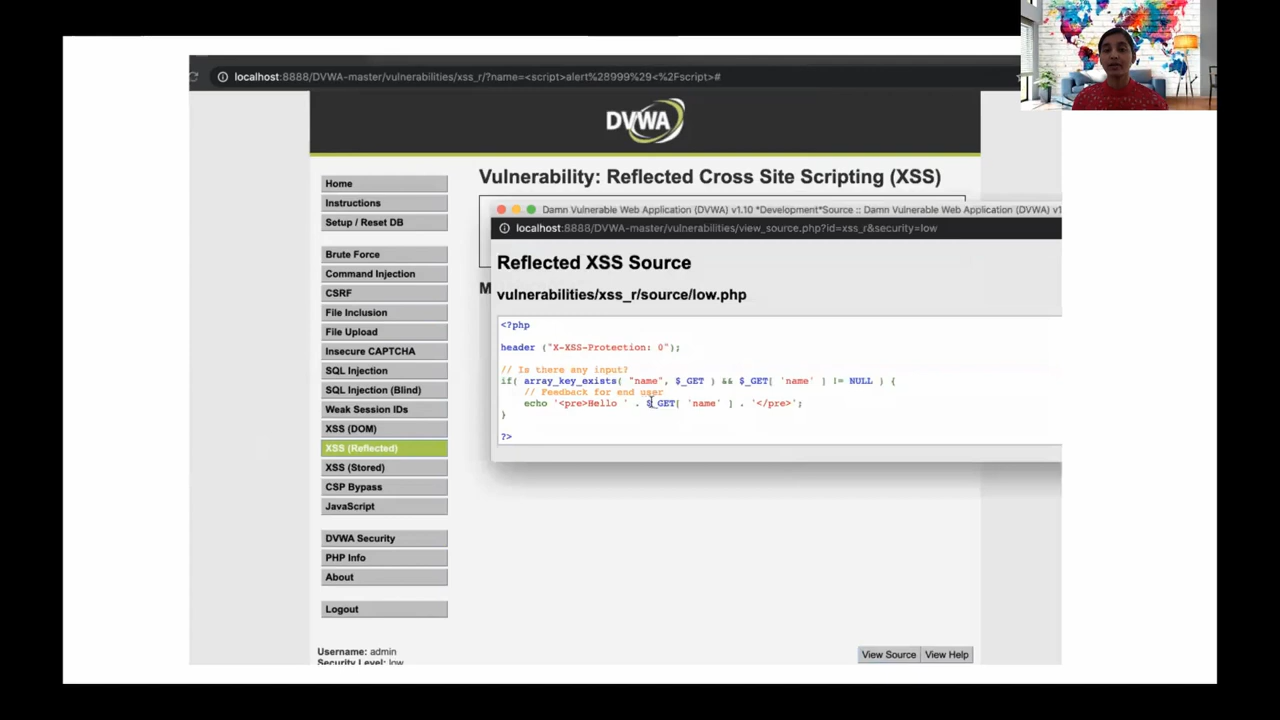 localhost:8888/DVWA-master/vulnerabilities/xss_r/?name=<script>alert%28999%29<%2Fscript>#
DVWA
Home
Instructions
Setup / Reset DB
Brute Force
Command Injection
CSRF
File Inclusion
File Upload
Insecure CAPTCHA
SQL Injection
SQL Injection (Blind)
Weak Session IDs
XSS (DOM)
XSS (Reflected)
XSS (Stored)
CSP Bypass
JavaScript
DVWA Security
PHP Info
About
Logout
Username: admin
Security Level: low
Vulnerability: Reflected Cross Site Scripting (XSS)
M
Damn Vulnerable Web Application (DVWA) v1.10 *Development*Source :: Damn Vulnerable Web Application (DVWA) v1
localhost:8888/DVWA-master/vulnerabilities/view_source.php?id=xss_r&security=low
Reflected XSS Source
vulnerabilities/xss_r/source/low.php
<?php
header ("X-XSS-Protection: 0");
// Is there any input?
if( array_key_exists( "name", $_GET ) && $_GET[ 'name' ] != NULL ) {
// Feedback for end user
echo '<pre>Hello ' . $_GET[ 'name' ] . '</pre>';
}
?>
View Source
View Help